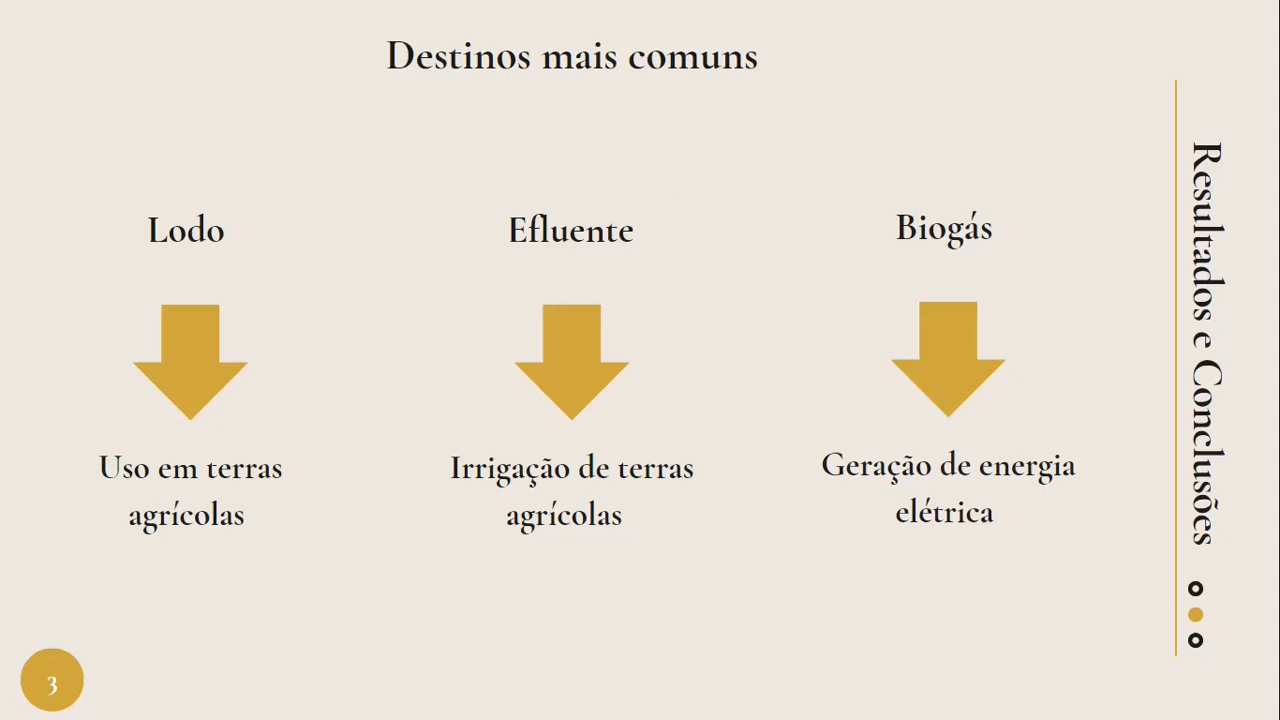 Destinos mais comuns
Lodo
Efluente
Biogás
Uso em terras
agrícolas
Irrigação de terras
agrícolas
Geração de energia
elétrica
Resultados e Conclusões
3